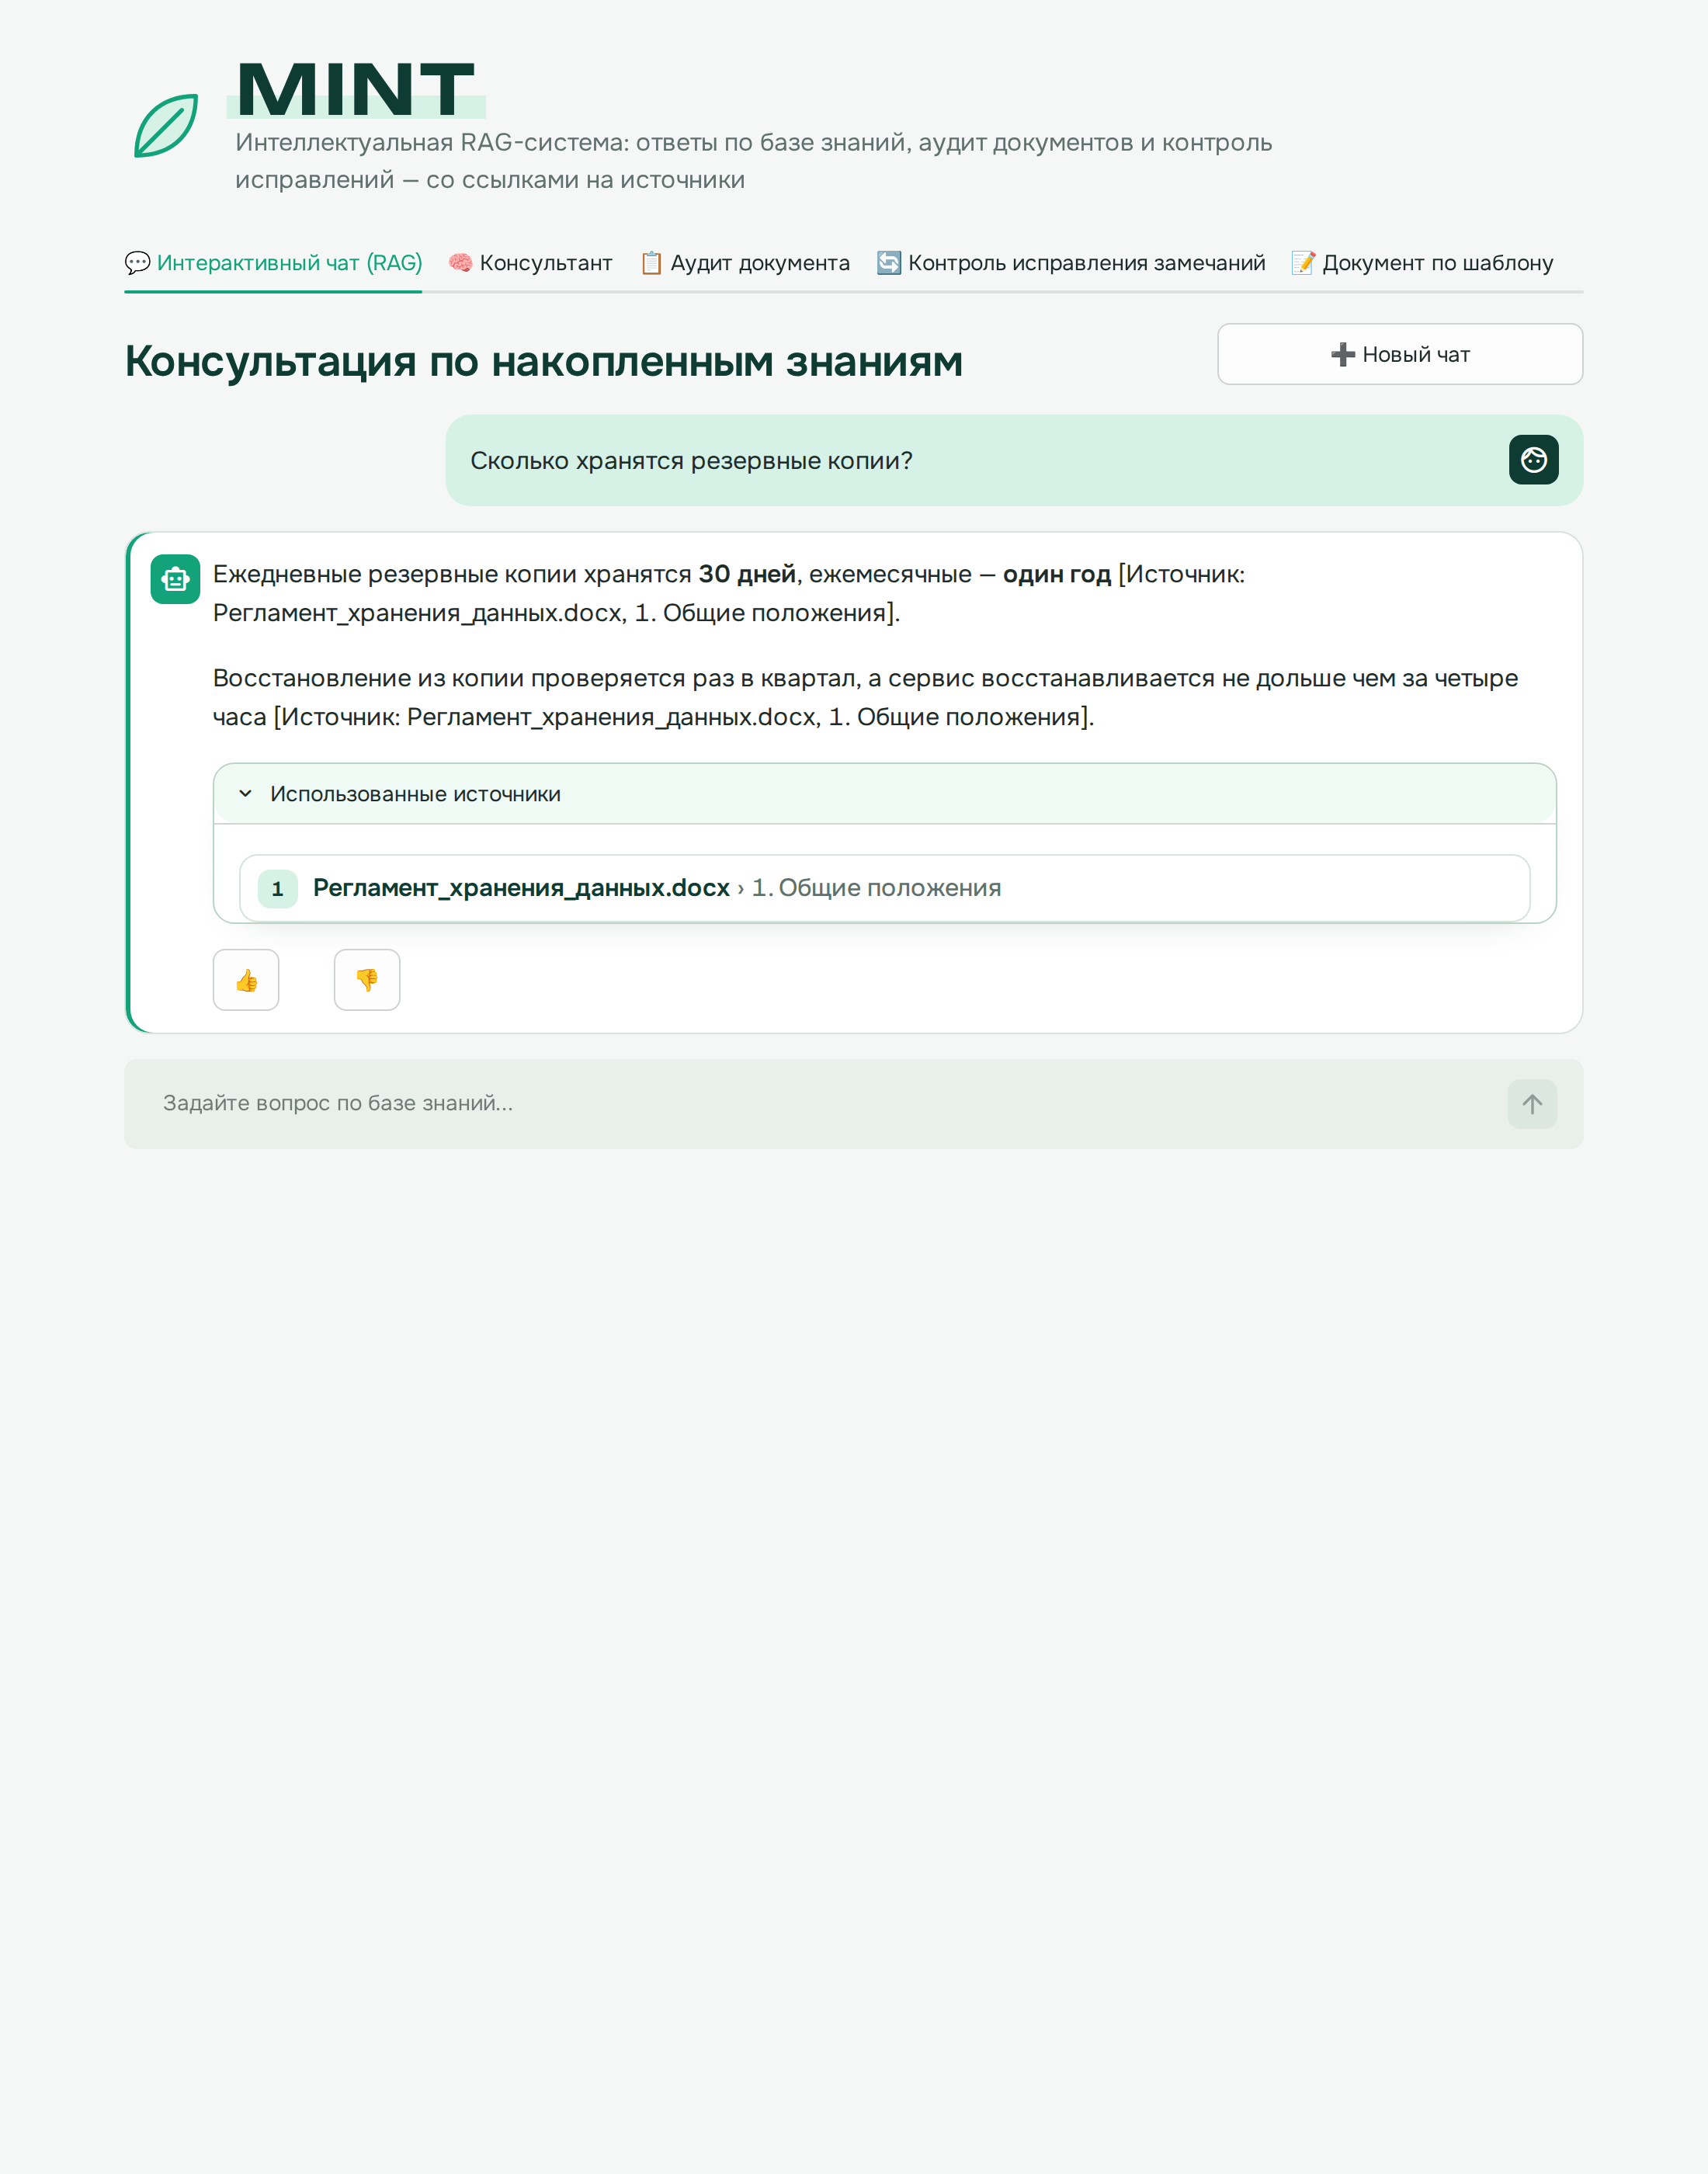 MINT
Интеллектуальная RAG-система: ответы по базе знаний, аудит документов и контроль
исправлений — со ссылками на источники
💬 Интерактивный чат (RAG) 🧠 Консультант 📋 Аудит документа 🔄 Контроль исправления замечаний 📝 Документ по шаблону
Консультация по накопленным знаниям
➕ Новый чат
Сколько хранятся резервные копии?
Ежедневные резервные копии хранятся 30 дней, ежемесячные — один год [Источник:
Регламент_хранения_данных.docx, 1. Общие положения].
Восстановление из копии проверяется раз в квартал, а сервис восстанавливается не дольше чем за четыре
часа [Источник: Регламент_хранения_данных.docx, 1. Общие положения].
Использованные источники
1 Регламент_хранения_данных.docx › 1. Общие положения
Задайте вопрос по базе знаний...